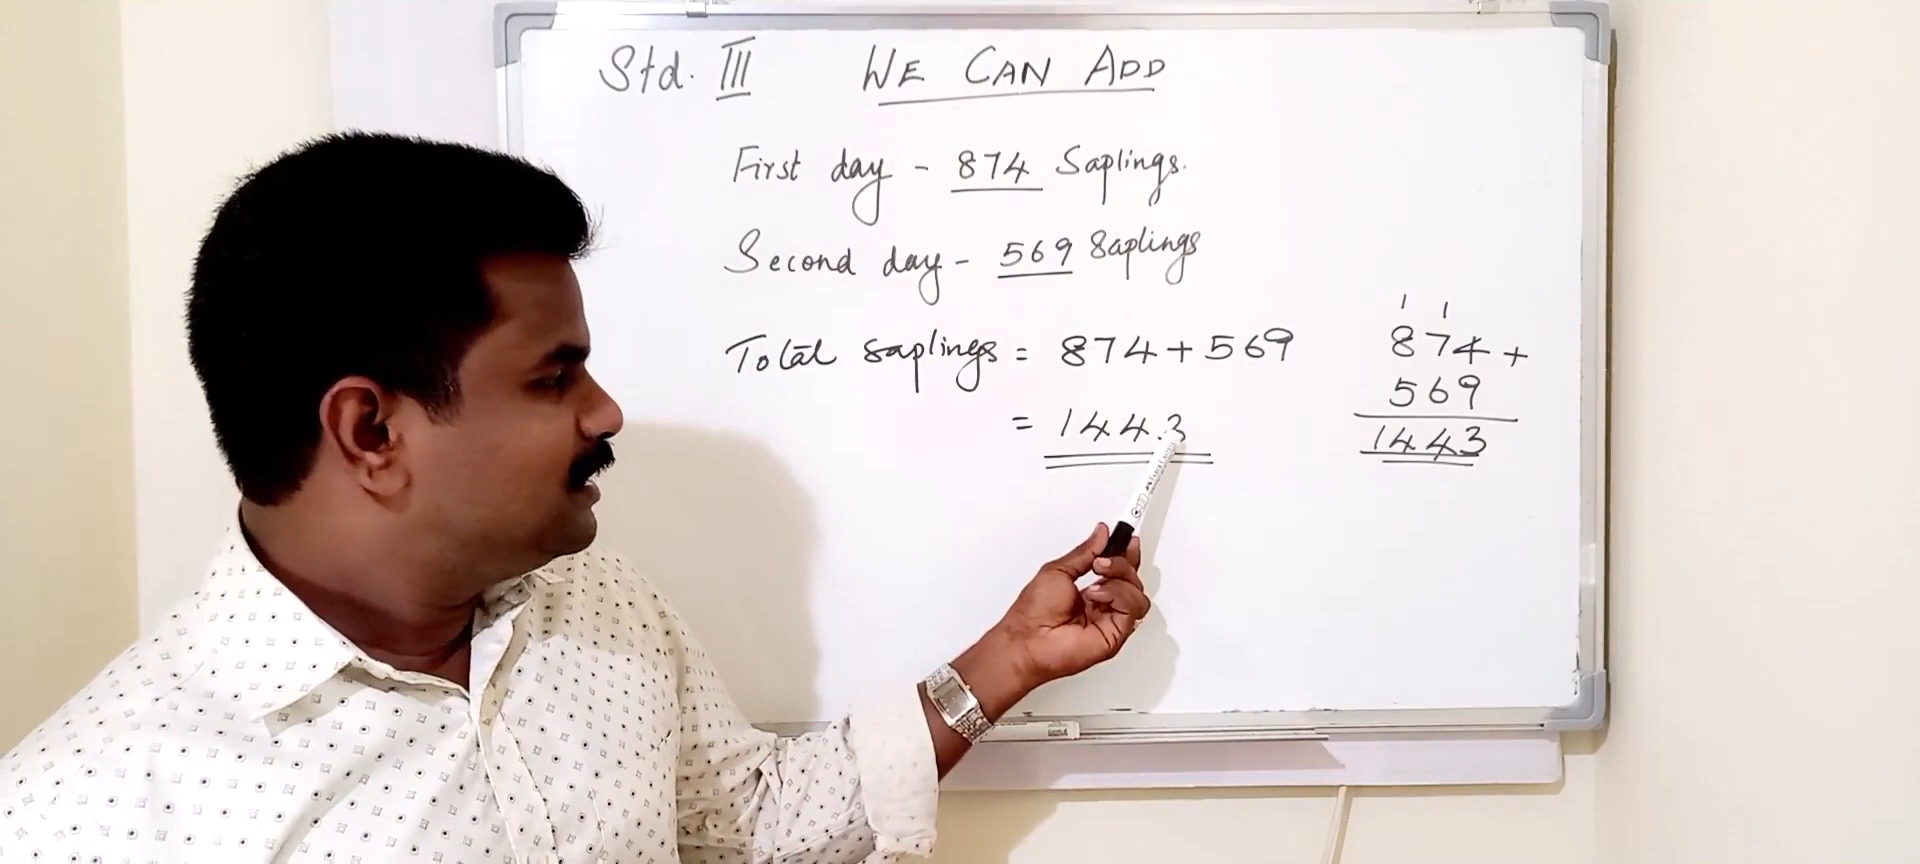 Std. III WE CAN ADD
First day - 874 Saplings.
Second day - 569 Saplings
Total saplings = 874 + 569
= 1443
1 1
874 +
569
1443